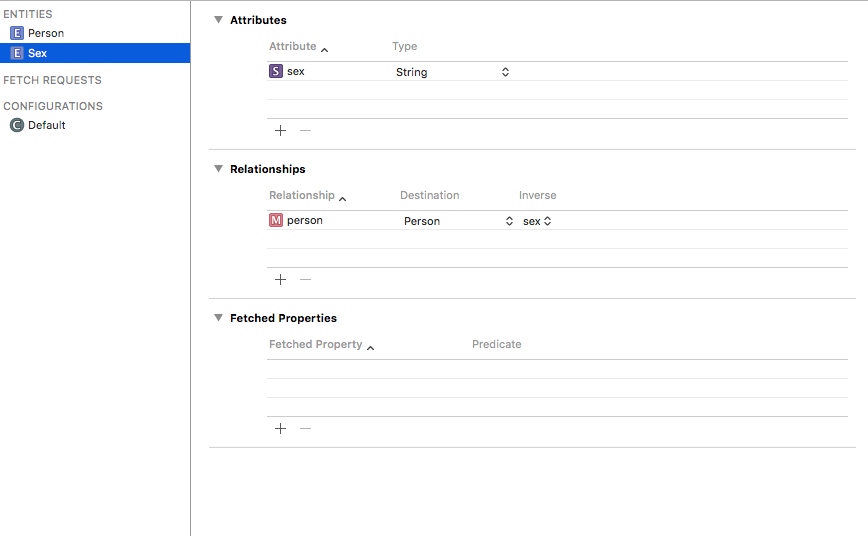 ENTITIES
E Person
E Sex
FETCH REQUESTS
CONFIGURATIONS
C Default
Attributes
Attribute Type
S sex String
+ −
Relationships
Relationship Destination Inverse
M person Person sex
+ −
Fetched Properties
Fetched Property Predicate
+ −